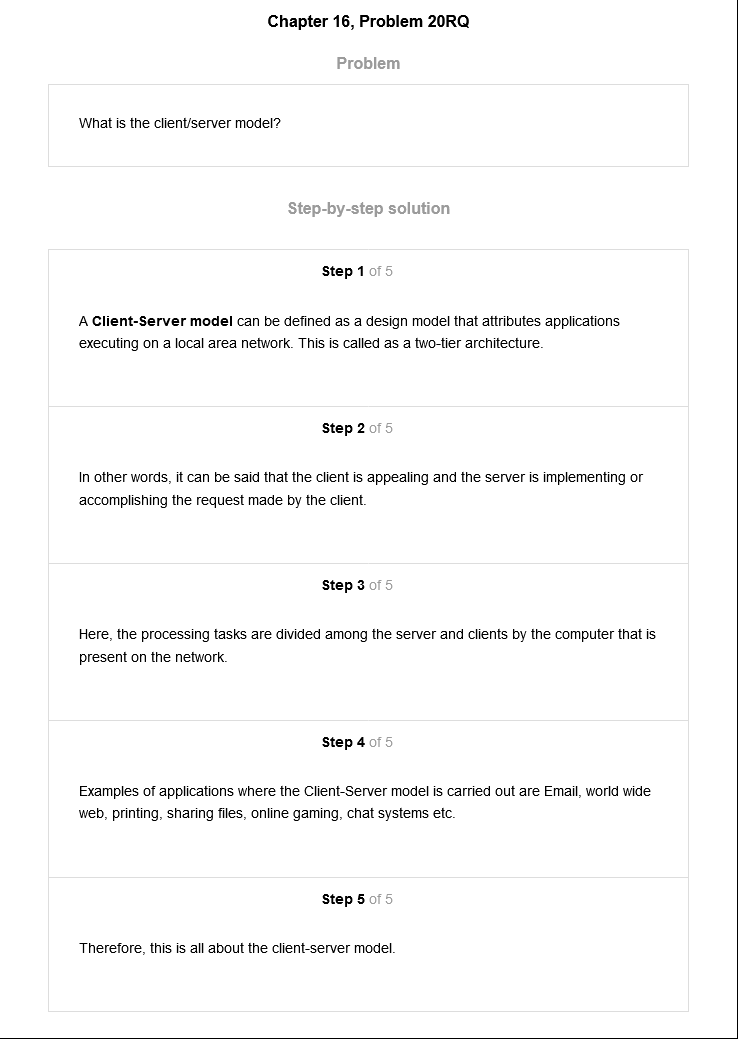 Chapter 16, Problem 20RQ
Problem
What is the client/server model?
Step-by-step solution
Step 1 of 5
A Client-Server model can be defined as a design model that attributes applications
executing on a local area network. This is called as a two-tier architecture.
Step 2 of 5
In other words, it can be said that the client is appealing and the server is implementing or
accomplishing the request made by the client.
Step 3 of 5
Here, the processing tasks are divided among the server and clients by the computer that is
present on the network.
Step 4 of 5
Examples of applications where the Client-Server model is carried out are Email, world wide
web, printing, sharing files, online gaming, chat systems etc.
Step 5 of 5
Therefore, this is all about the client-server model.